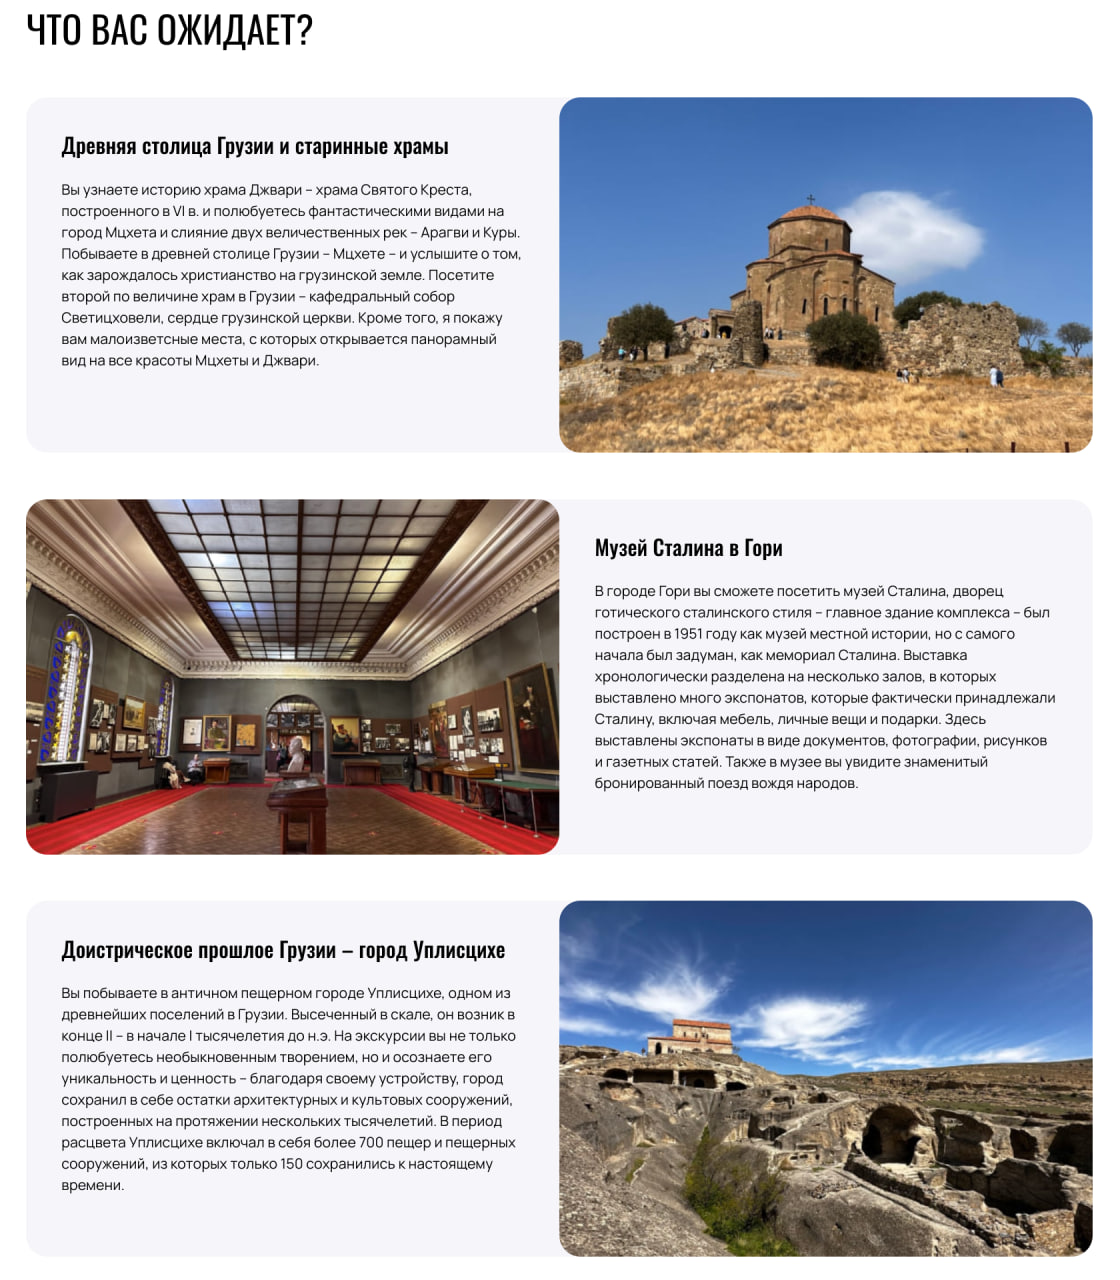 ЧТО ВАС ОЖИДАЕТ?
Древняя столица Грузии и старинные храмы
Вы узнаете историю храма Джвари – храма Святого Креста,
построенного в VI в. и полюбуетесь фантастическими видами на
город Мцхета и слияние двух величественных рек – Арагви и Куры.
Побываете в древней столице Грузии – Мцхете – и услышите о том,
как зарождалось христианство на грузинской земле. Посетите
второй по величине храм в Грузии – кафедральный собор
Светицховели, сердце грузинской церкви. Кроме того, я покажу
вам малоизветсные места, с которых открывается панорамный
вид на все красоты Мцхеты и Джвари.
Музей Сталина в Гори
В городе Гори вы сможете посетить музей Сталина, дворец
готического сталинского стиля – главное здание комплекса – был
построен в 1951 году как музей местной истории, но с самого
начала был задуман, как мемориал Сталина. Выставка
хронологически разделена на несколько залов, в которых
выставлено много экспонатов, которые фактически принадлежали
Сталину, включая мебель, личные вещи и подарки. Здесь
выставлены экспонаты в виде документов, фотографии, рисунков
и газетных статей. Также в музее вы увидите знаменитый
бронированный поезд вождя народов.
Доистрическое прошлое Грузии – город Уплисцихе
Вы побываете в античном пещерном городе Уплисцихе, одном из
древнейших поселений в Грузии. Высеченный в скале, он возник в
конце II – в начале I тысячелетия до н.э. На экскурсии вы не только
полюбуетесь необыкновенным творением, но и осознаете его
уникальность и ценность – благодаря своему устройству, город
сохранил в себе остатки архитектурных и культовых сооружений,
построенных на протяжении нескольких тысячелетий. В период
расцвета Уплисцихе включал в себя более 700 пещер и пещерных
сооружений, из которых только 150 сохранились к настоящему
времени.